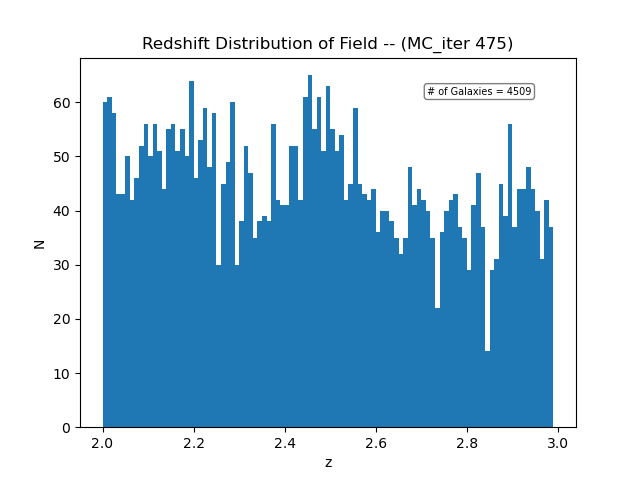 Redshift Distribution of Field -- (MC_iter 475)
# of Galaxies = 4509
60
50
40
30
20
10
0
N
2.0 2.2 2.4 2.6 2.8 3.0
z